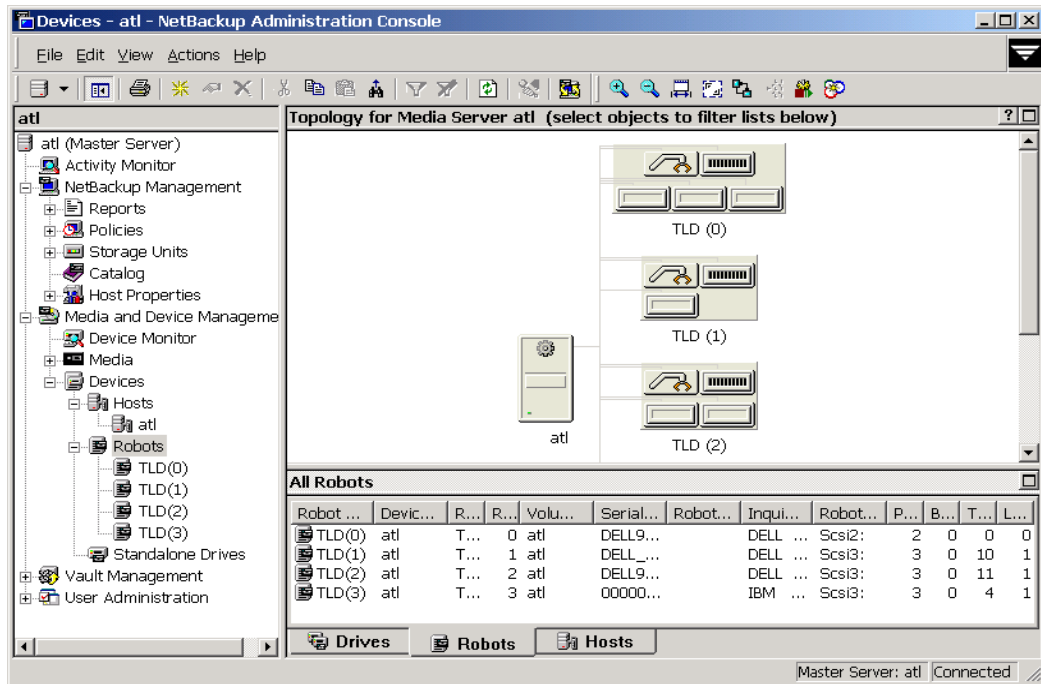 Devices - atl - NetBackup Administration Console
File Edit View Actions Help
atl
Topology for Media Server atl (select objects to filter lists below)
atl (Master Server)
Activity Monitor
NetBackup Management
Reports
Policies
Storage Units
Catalog
Host Properties
Media and Device Manageme
Device Monitor
Media
Devices
Hosts
atl
Robots
TLD(0)
TLD(1)
TLD(2)
TLD(3)
Standalone Drives
Vault Management
User Administration
TLD (0)
TLD (1)
atl
TLD (2)
All Robots
Robot ... Devic... R... R... Volu... Serial... Robot... Inqui... Robot... P... B... T... L...
TLD(0) atl T... 0 atl DELL9... DELL ... Scsi2: 2 0 0 0
TLD(1) atl T... 1 atl DELL_... DELL ... Scsi3: 3 0 10 1
TLD(2) atl T... 2 atl DELL9... DELL ... Scsi3: 3 0 11 1
TLD(3) atl T... 3 atl 00000... IBM ... Scsi3: 3 0 4 1
Drives Robots Hosts
Master Server: atl Connected